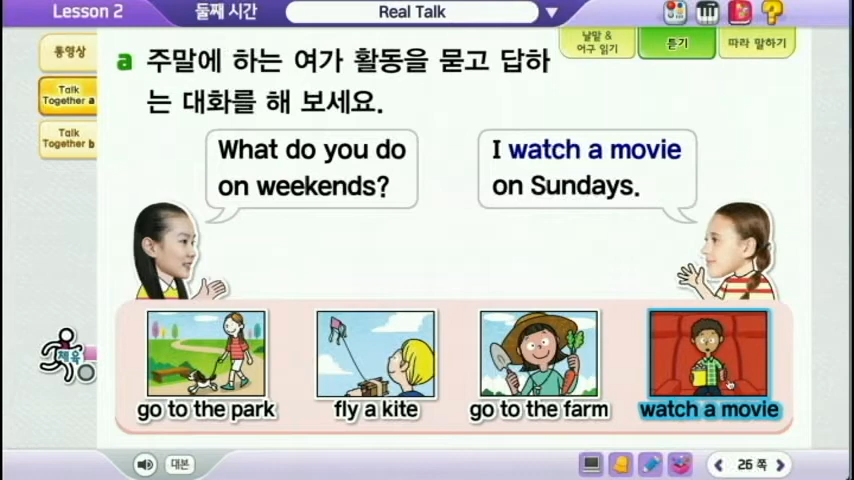 Lesson 2
둘째 시간
Real Talk
동영상
Talk
Together a
Talk
Together b
낱말 &
어구 읽기
듣기
따라 말하기
a 주말에 하는 여가 활동을 묻고 답하
는 대화를 해 보세요.
What do you do
on weekends?
I watch a movie
on Sundays.
체육
go to the park
fly a kite
go to the farm
watch a movie
대본
26 쪽